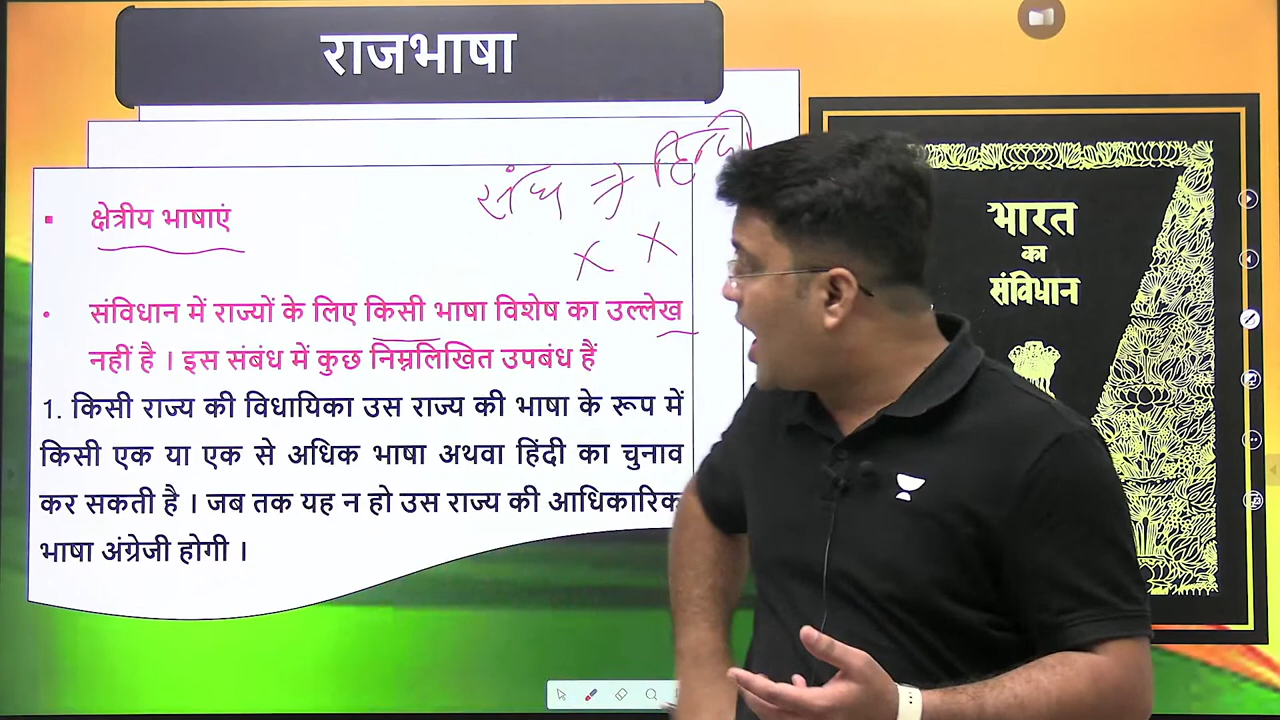 राजभाषा
संघ → हिन्दी
क्षेत्रीय भाषाएं
संविधान में राज्यों के लिए किसी भाषा विशेष का उल्लेख
नहीं है । इस संबंध में कुछ निम्नलिखित उपबंध हैं
1. किसी राज्य की विधायिका उस राज्य की भाषा के रूप में
किसी एक या एक से अधिक भाषा अथवा हिंदी का चुनाव
कर सकती है । जब तक यह न हो उस राज्य की आधिकारिक
भाषा अंग्रेजी होगी ।
भारत
का
संविधान